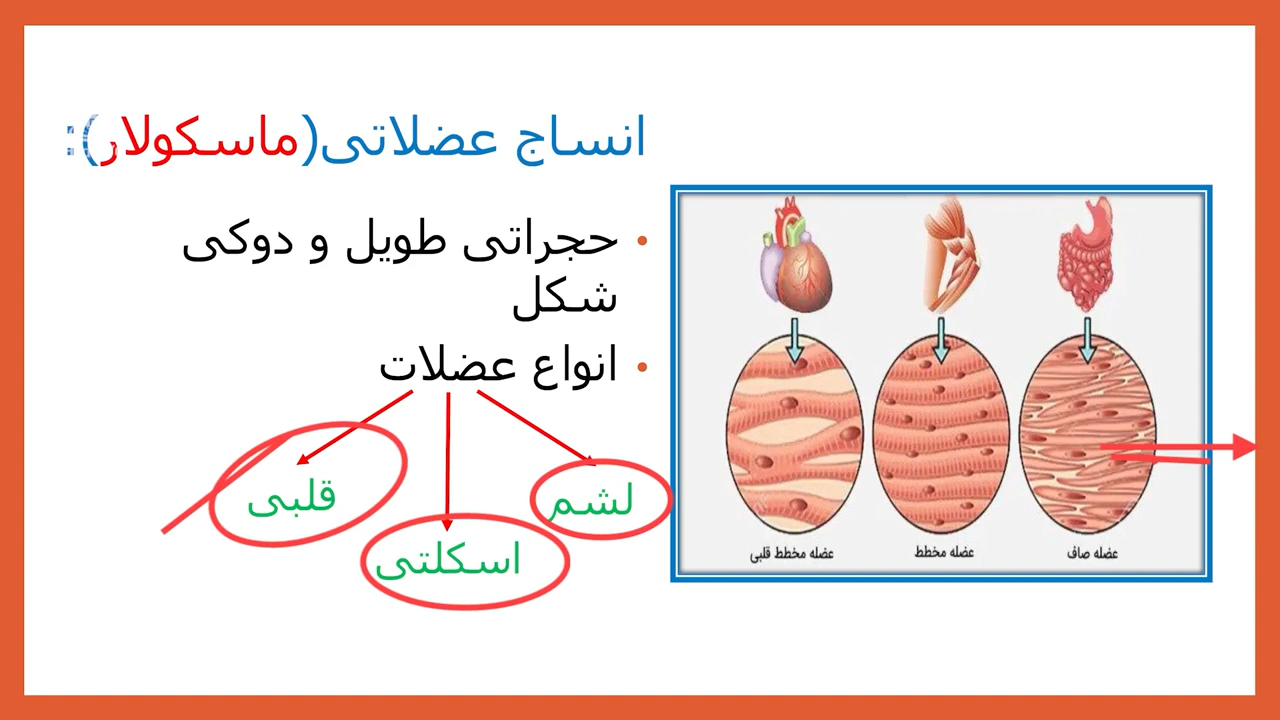 انساج عضلاتی(ماسکولار):
• حجراتی طویل و دوکی
شکل
• انواع عضلات
لشم
قلبی
اسکلتی
عضله صاف
عضله مخطط
عضله مخطط قلبی